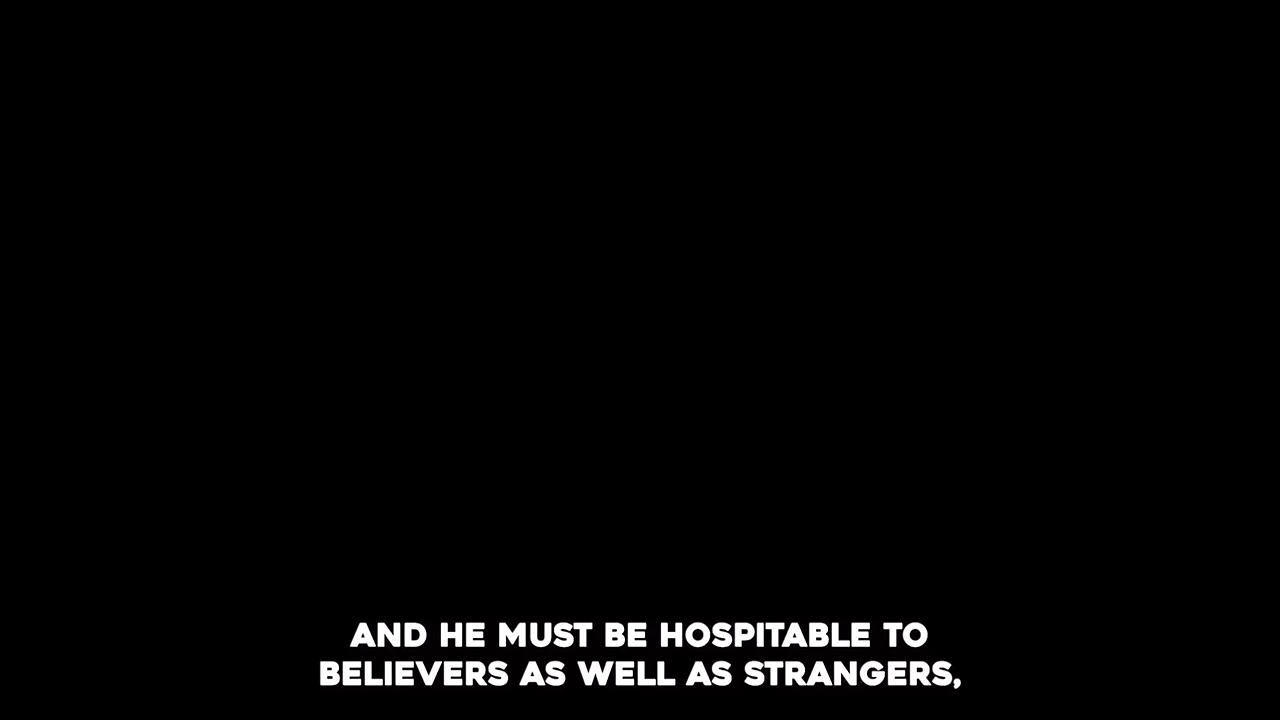 AND HE MUST BE HOSPITABLE TO
BELIEVERS AS WELL AS STRANGERS,